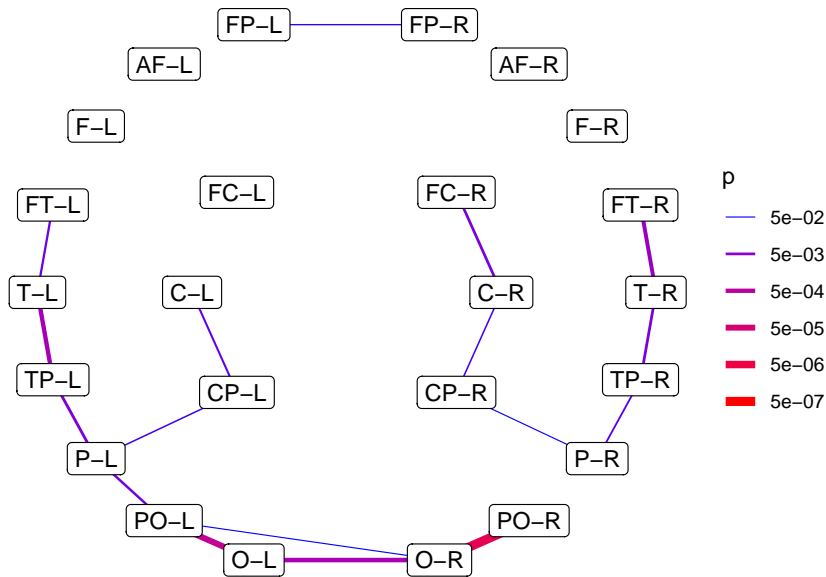 FP−L FP−R
AF−L AF−R
F−L F−R
FT−L FC−L FC−R FT−R
T−L C−L C−R T−R
TP−L CP−L CP−R TP−R
P−L P−R
PO−L PO−R
O−L O−R
p
5e−02
5e−03
5e−04
5e−05
5e−06
5e−07